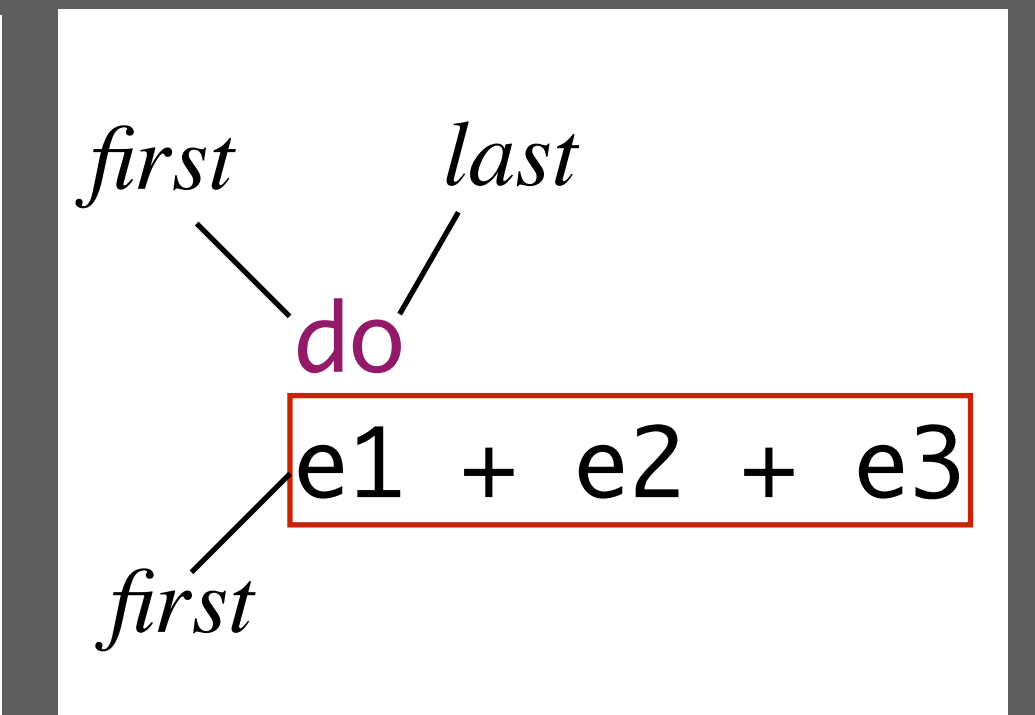 first last
do
e1 + e2 + e3
first